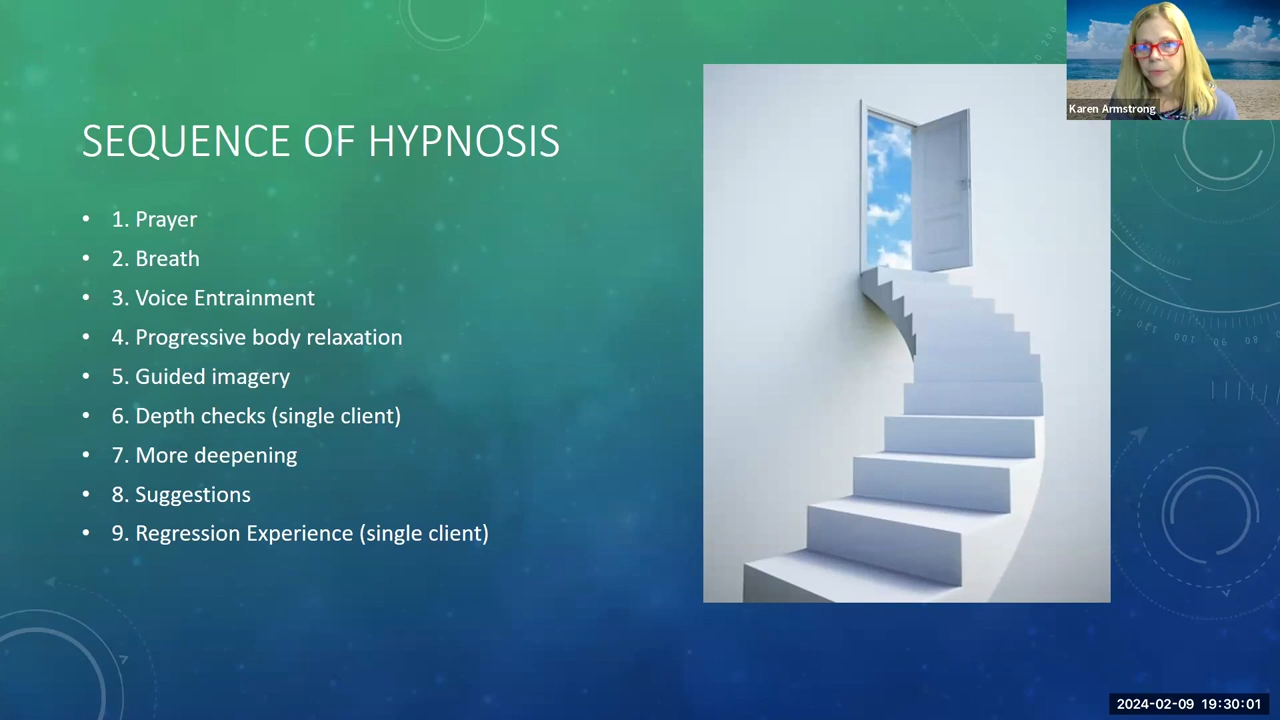 Karen Armstrong
SEQUENCE OF HYPNOSIS
• 1. Prayer
• 2. Breath
• 3. Voice Entrainment
• 4. Progressive body relaxation
• 5. Guided imagery
• 6. Depth checks (single client)
• 7. More deepening
• 8. Suggestions
• 9. Regression Experience (single client)
2024-02-09 19:30:01